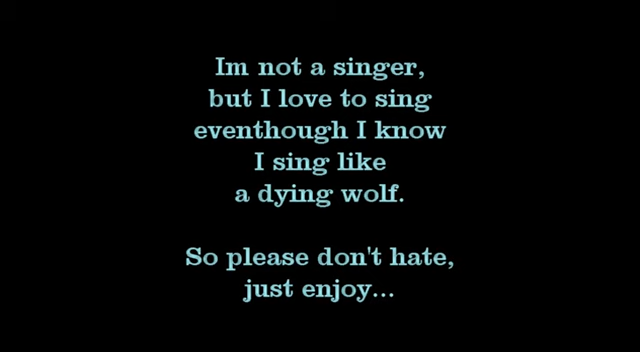 Im not a singer,
but I love to sing
eventhough I know
I sing like
a dying wolf.
So please don't hate,
just enjoy...